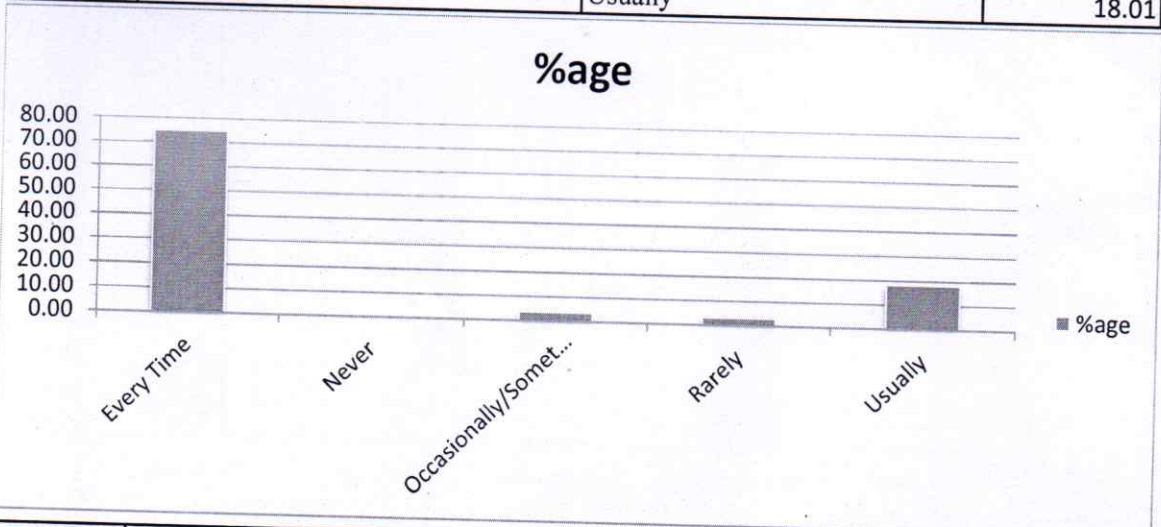 Usually 18.01
%age
80.00
70.00
60.00
50.00
40.00
30.00
20.00
10.00
0.00
Every Time
Never
Occasionally/Somet...
Rarely
Usually
%age